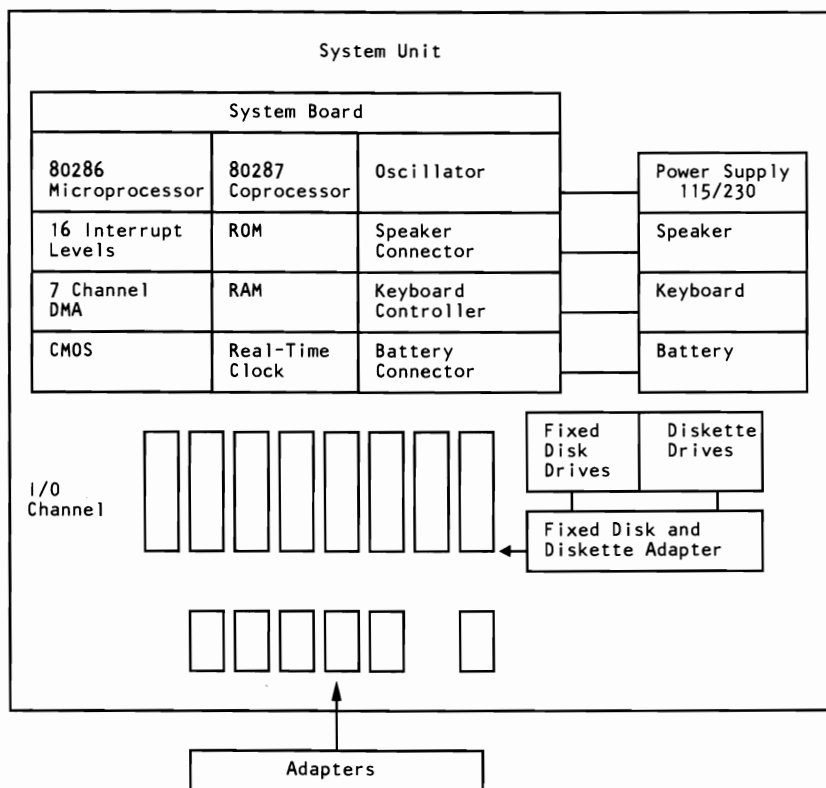 System Unit
System Board
80286
Microprocessor
80287
Coprocessor
Oscillator
Power Supply
115/230
16 Interrupt
Levels
ROM
Speaker
Connector
Speaker
7 Channel
DMA
RAM
Keyboard
Controller
Keyboard
CMOS
Real-Time
Clock
Battery
Connector
Battery
Fixed
Disk
Drives
Diskette
Drives
I/O
Channel
Fixed Disk and
Diskette Adapter
Adapters